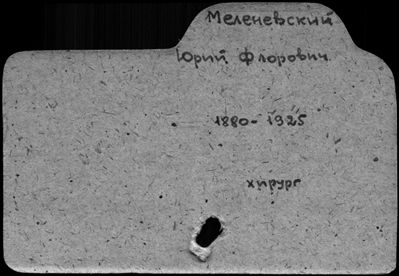 Меленевский
Юрий Флорович
1880-1925
хирург